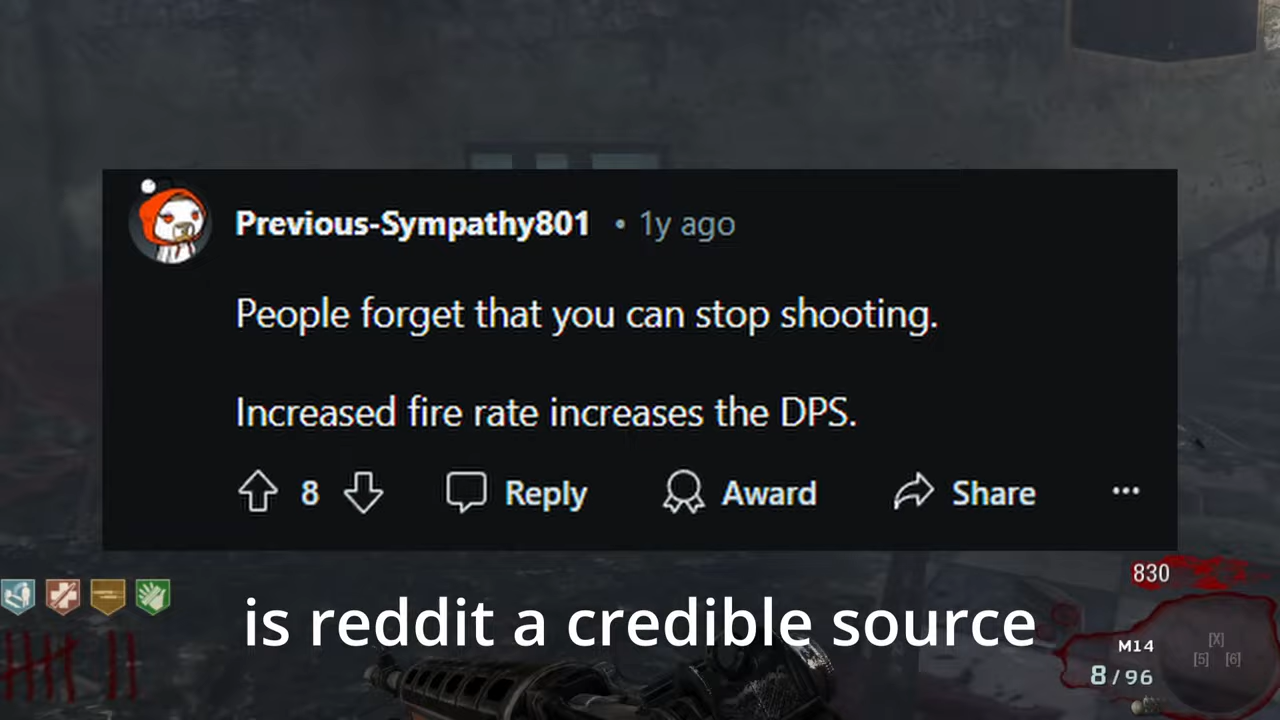 Previous-Sympathy801 • 1y ago
People forget that you can stop shooting.
Increased fire rate increases the DPS.
8 Reply Award Share ...
830
is reddit a credible source
M14
8/96
[X]
[5] [6]